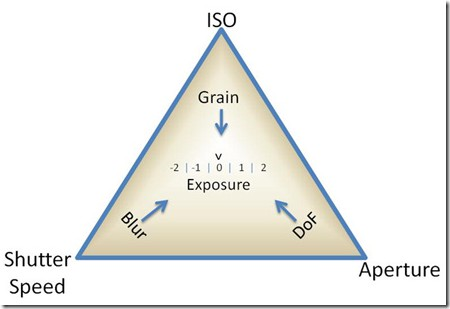 ISO
Grain
v
-2 | -1 | 0 | 1 | 2
Exposure
Blur
DoF
Shutter
Speed
Aperture